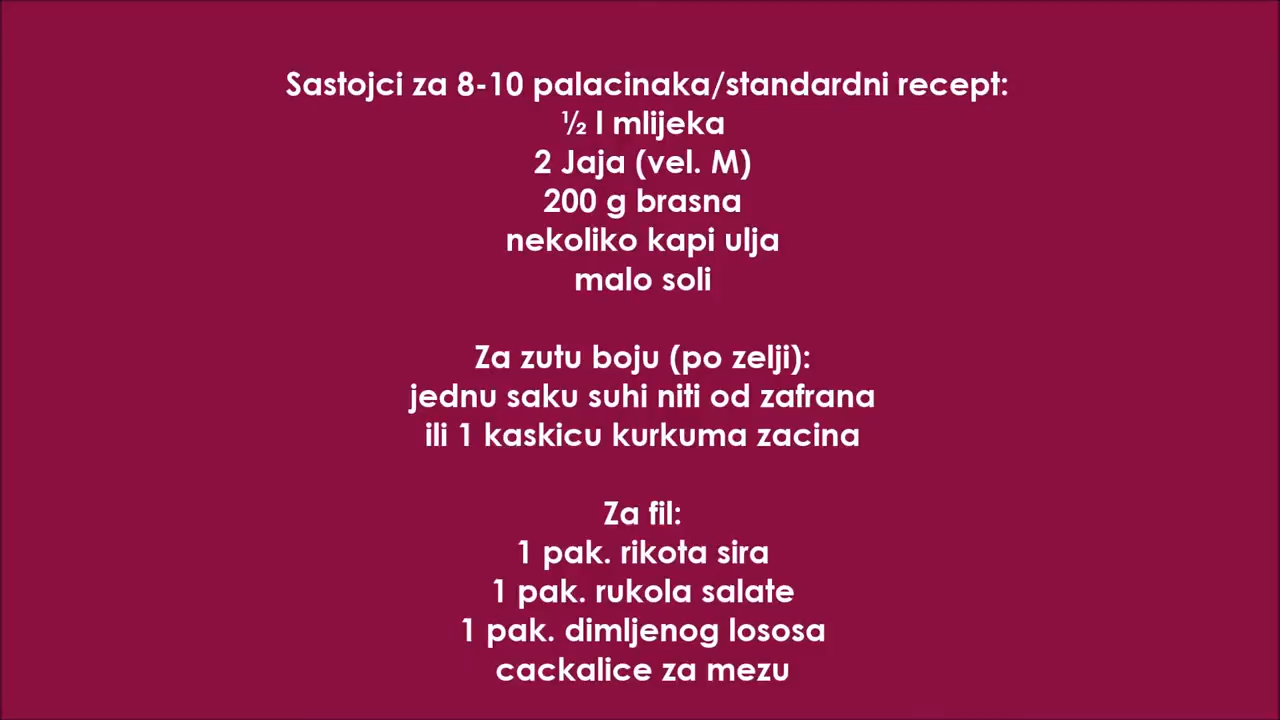 Sastojci za 8-10 palacinaka/standardni recept:
½ l mlijeka
2 Jaja (vel. M)
200 g brasna
nekoliko kapi ulja
malo soli
Za zutu boju (po zelji):
jednu saku suhi niti od zafrana
ili 1 kaskicu kurkuma zacina
Za fil:
1 pak. rikota sira
1 pak. rukola salate
1 pak. dimljenog lososa
cackalice za mezu